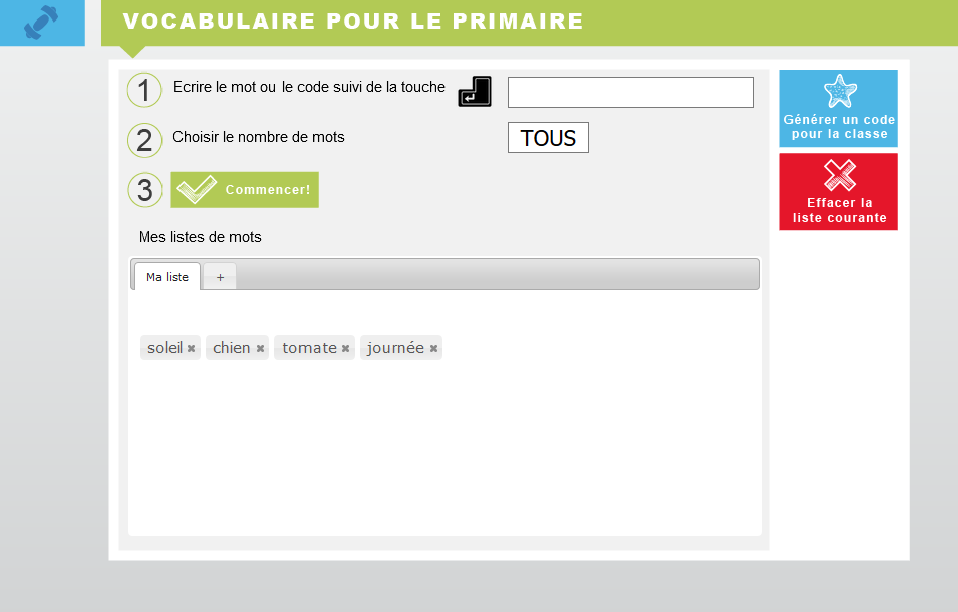 VOCABULAIRE POUR LE PRIMAIRE
1 Ecrire le mot ou le code suivi de la touche
2 Choisir le nombre de mots TOUS
3 Commencer!
Générer un code
pour la classe
Effacer la
liste courante
Mes listes de mots
Ma liste +
soleil ✖ chien ✖ tomate ✖ journée ✖